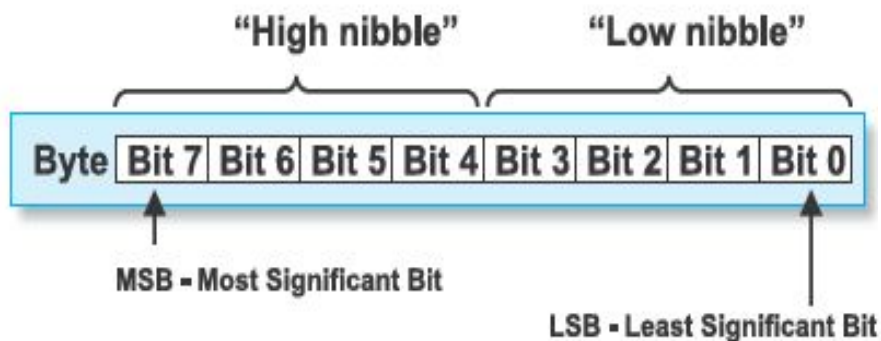 “High nibble” “Low nibble”
Byte Bit 7 Bit 6 Bit 5 Bit 4 Bit 3 Bit 2 Bit 1 Bit 0
MSB - Most Significant Bit
LSB - Least Significant Bit